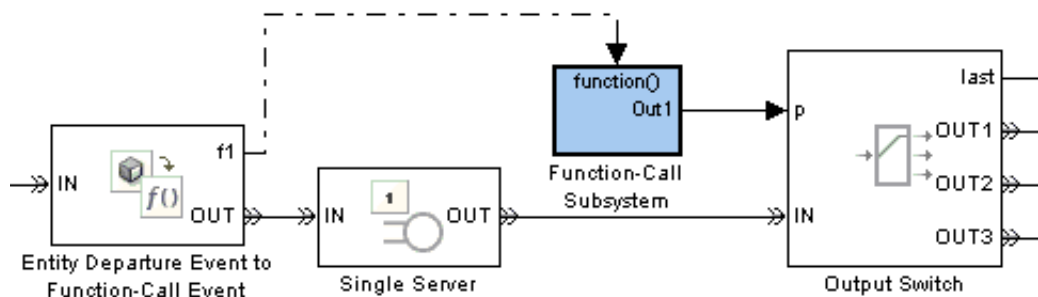 function()
Out1
Function-Call
Subsystem
f1
IN
f()
OUT
Entity Departure Event to
Function-Call Event
IN
1
OUT
Single Server
last
p
OUT1
OUT2
IN
OUT3
Output Switch